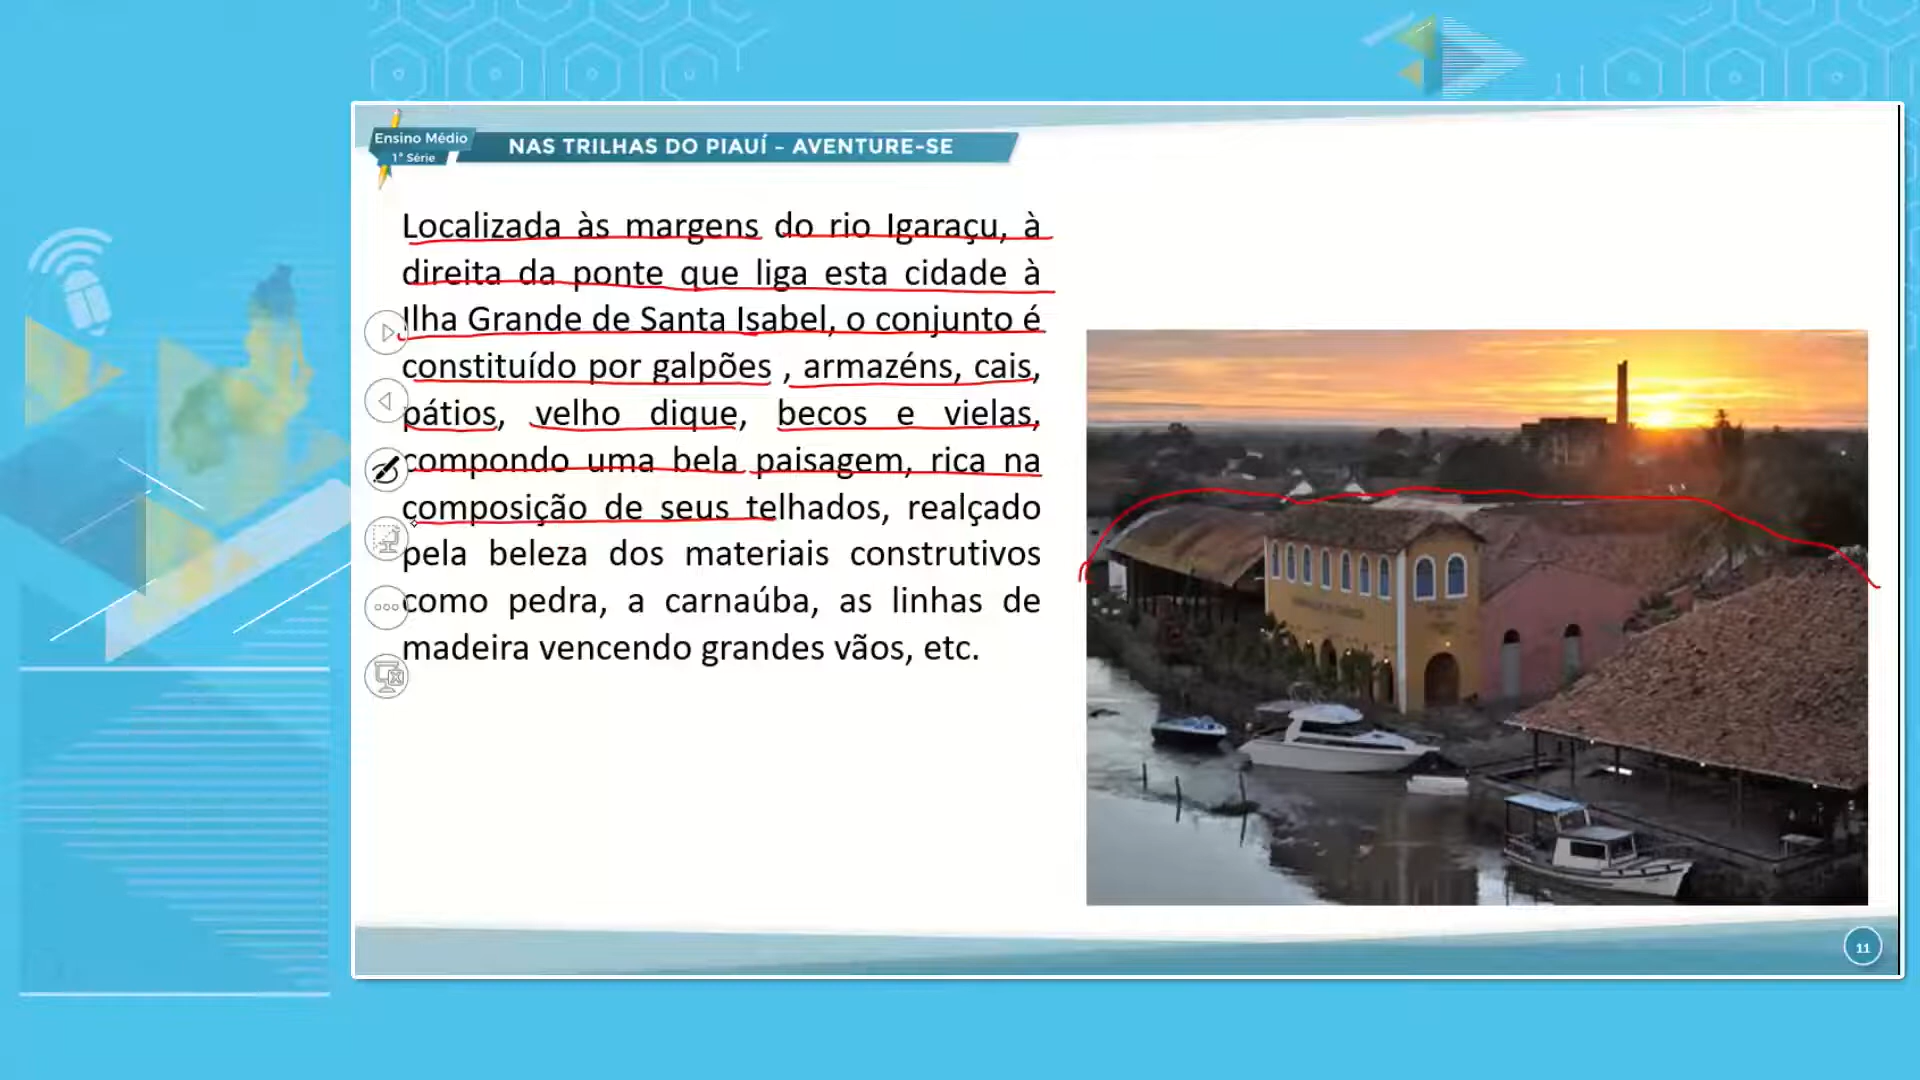 Ensino Médio
1ª Série
NAS TRILHAS DO PIAUÍ – AVENTURE-SE
Localizada às margens do rio Igaraçu, à
direita da ponte que liga esta cidade à
Ilha Grande de Santa Isabel, o conjunto é
constituído por galpões , armazéns, cais,
pátios, velho dique, becos e vielas,
compondo uma bela paisagem, rica na
composição de seus telhados, realçado
pela beleza dos materiais construtivos
como pedra, a carnaúba, as linhas de
madeira vencendo grandes vãos, etc.
11